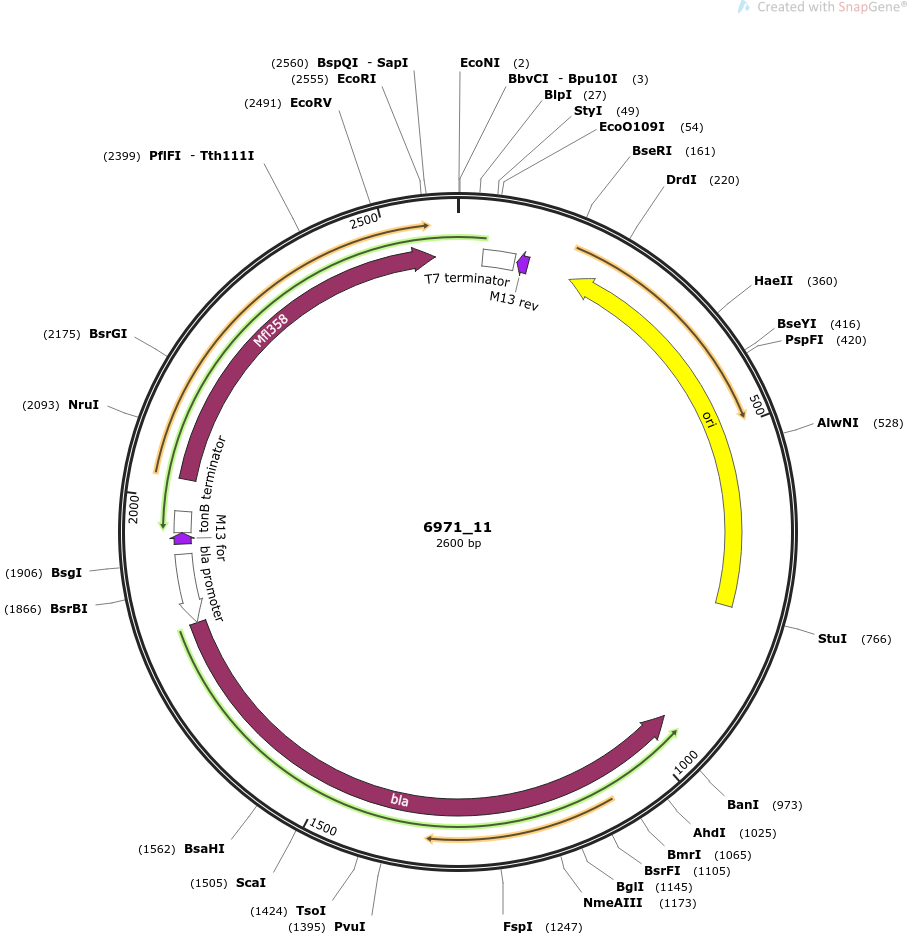 Created with SnapGene®
(2560) BspQI - SapI
(2555) EcoRI
(2491) EcoRV
(2399) PflFI - Tth111I
EcoNI (2)
BbvCI - Bpu10I (3)
BlpI (27)
StyI (49)
EcoO109I (54)
BseRI (161)
DrdI (220)
HaeII (360)
BseYI (416)
PspFI (420)
AlwNI (528)
StuI (766)
BanI (973)
AhdI (1025)
BmrI (1065)
BsrFI (1105)
BglI (1145)
NmeAIII (1173)
FspI (1247)
(1395) PvuI
(1424) TsoI
(1505) ScaI
(1562) BsaHI
(1866) BsrBI
(1906) BsgI
(2093) NruI
(2175) BsrGI
500
1000
1500
2000
2500
T7 terminator
M13 rev
ori
bla
bla promoter
M13 for
tonB terminator
Mfl358
6971_11
2600 bp